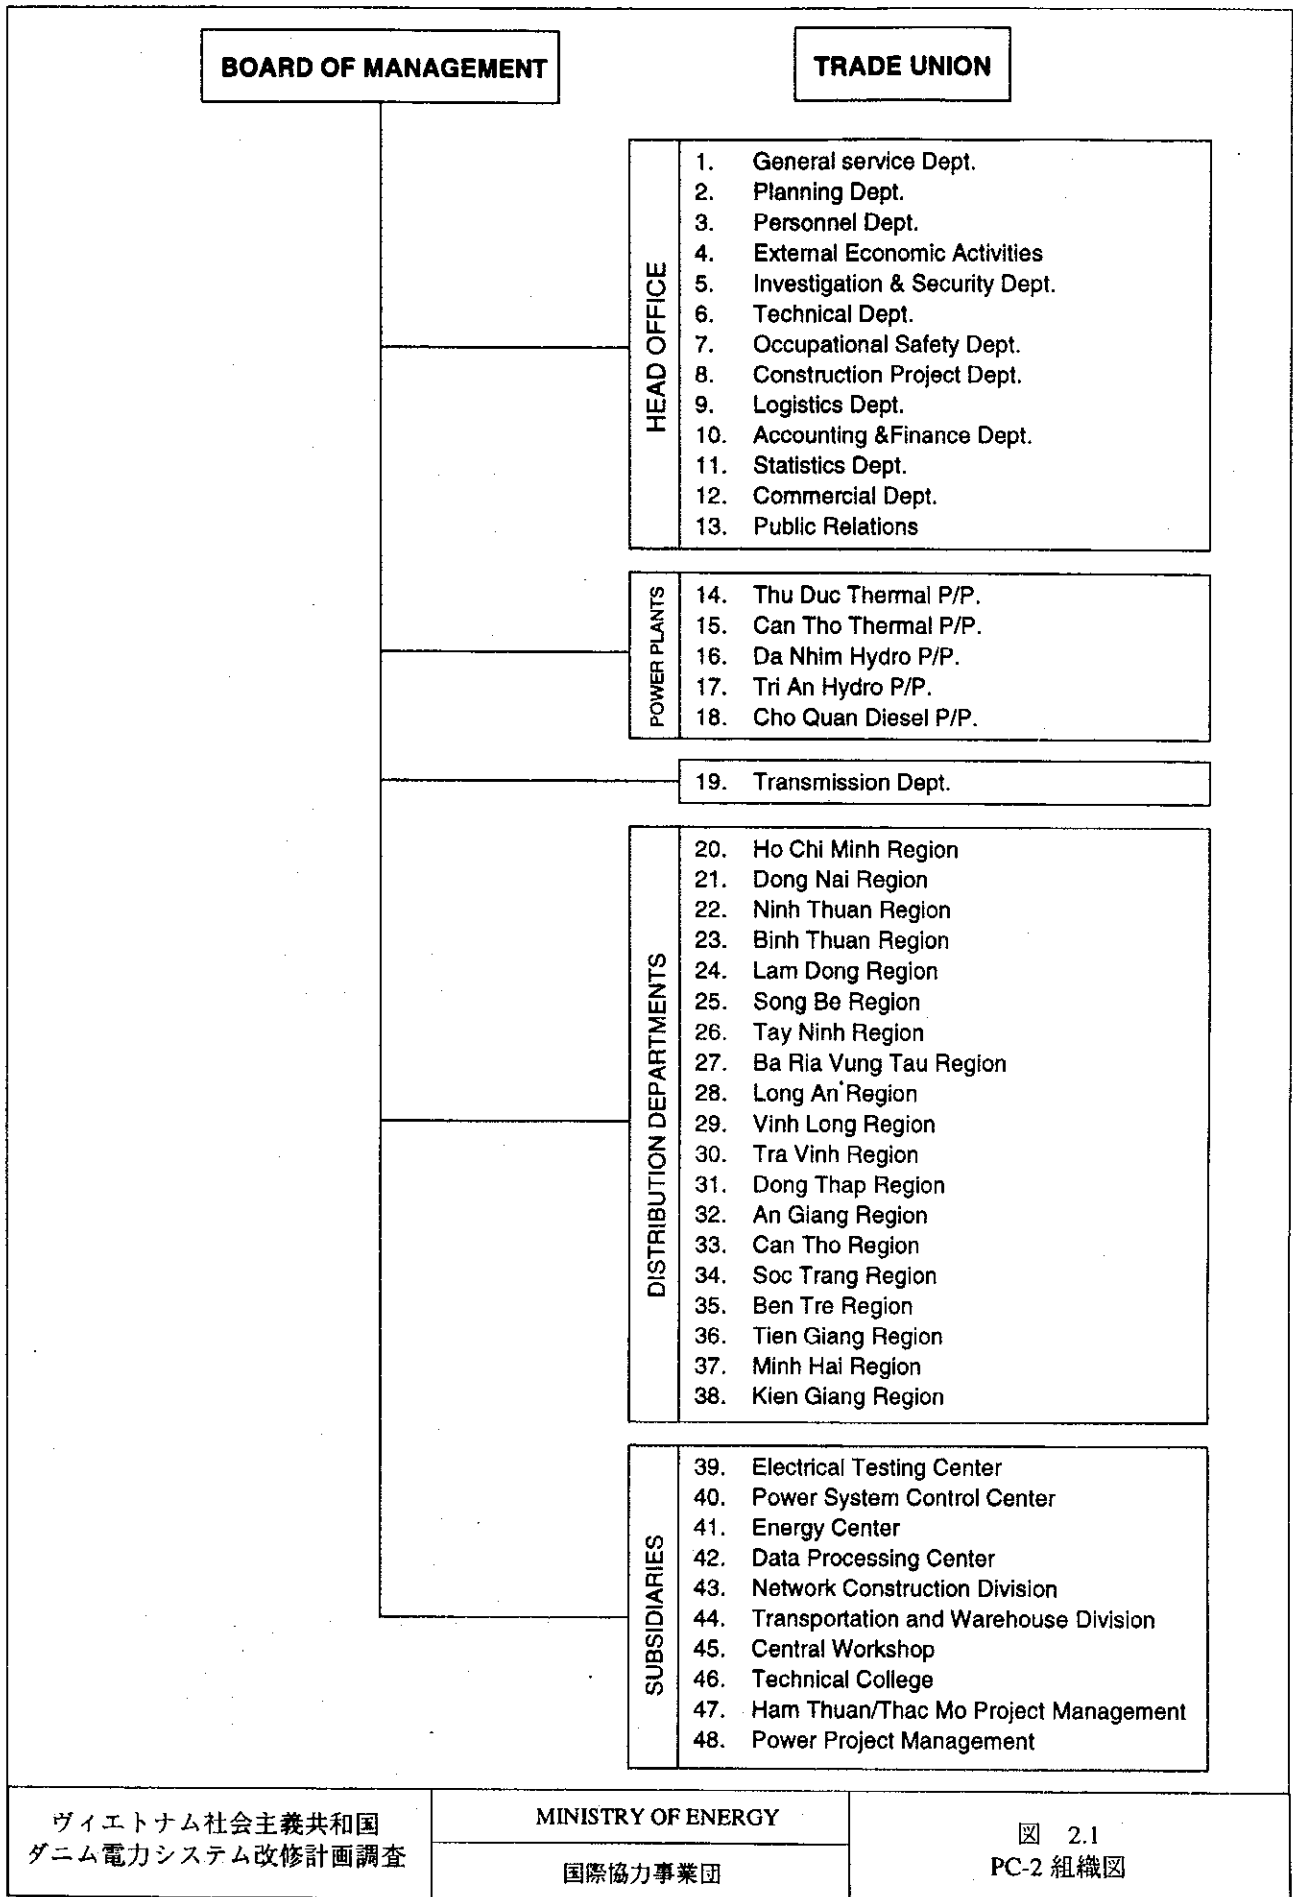 BOARD OF MANAGEMENT
TRADE UNION
HEAD OFFICE
1. General service Dept.
2. Planning Dept.
3. Personnel Dept.
4. External Economic Activities
5. Investigation & Security Dept.
6. Technical Dept.
7. Occupational Safety Dept.
8. Construction Project Dept.
9. Logistics Dept.
10. Accounting &Finance Dept.
11. Statistics Dept.
12. Commercial Dept.
13. Public Relations
POWER PLANTS
14. Thu Duc Thermal P/P.
15. Can Tho Thermal P/P.
16. Da Nhim Hydro P/P.
17. Tri An Hydro P/P.
18. Cho Quan Diesel P/P.
19. Transmission Dept.
DISTRIBUTION DEPARTMENTS
20. Ho Chi Minh Region
21. Dong Nai Region
22. Ninh Thuan Region
23. Binh Thuan Region
24. Lam Dong Region
25. Song Be Region
26. Tay Ninh Region
27. Ba Ria Vung Tau Region
28. Long An Region
29. Vinh Long Region
30. Tra Vinh Region
31. Dong Thap Region
32. An Giang Region
33. Can Tho Region
34. Soc Trang Region
35. Ben Tre Region
36. Tien Giang Region
37. Minh Hai Region
38. Kien Giang Region
SUBSIDIARIES
39. Electrical Testing Center
40. Power System Control Center
41. Energy Center
42. Data Processing Center
43. Network Construction Division
44. Transportation and Warehouse Division
45. Central Workshop
46. Technical College
47. Ham Thuan/Thac Mo Project Management
48. Power Project Management
ヴィエトナム社会主義共和国
ダニム電力システム改修計画調査
MINISTRY OF ENERGY
国際協力事業団
図 2.1
PC-2 組織図